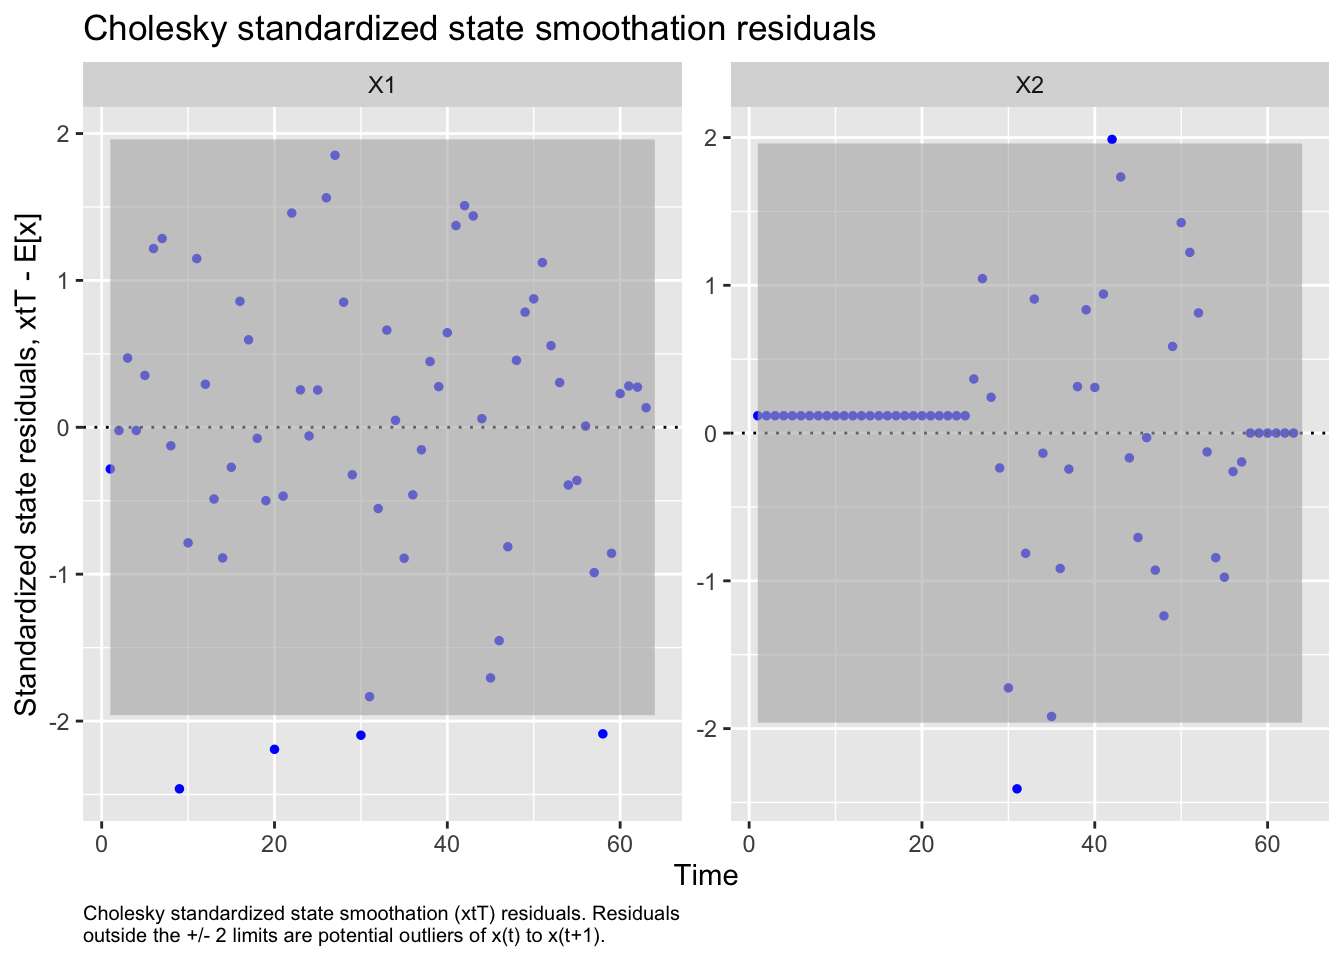 Cholesky standardized state smoothation residuals
X1
X2
Standardized state residuals, xtT - E[x]
2
1
0
-1
-2
2
1
0
-1
-2
0
20
40
60
0
20
40
60
Time
Cholesky standardized state smoothation (xtT) residuals. Residuals
outside the +/- 2 limits are potential outliers of x(t) to x(t+1).